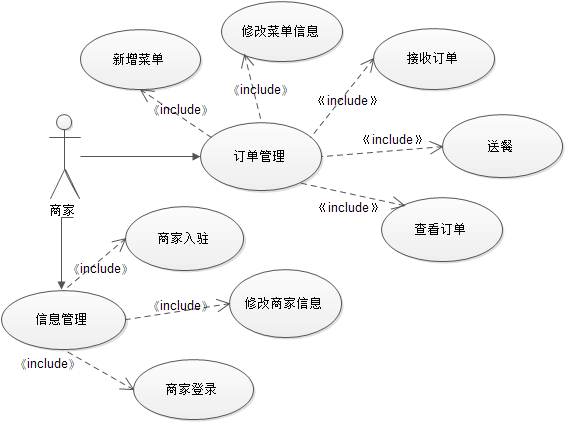 修改菜单信息
新增菜单
接收订单
《include》
《include》
《include》
《include》
送餐
订单管理
商家
《include》
查看订单
商家入驻
《include》
修改商家信息
《include》
信息管理
《include》
商家登录